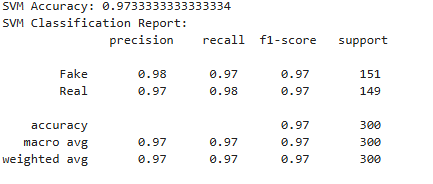 SVM Accuracy: 0.9733333333333334
SVM Classification Report:
precision recall f1-score support
Fake 0.98 0.97 0.97 151
Real 0.97 0.98 0.97 149
accuracy 0.97 300
macro avg 0.97 0.97 0.97 300
weighted avg 0.97 0.97 0.97 300